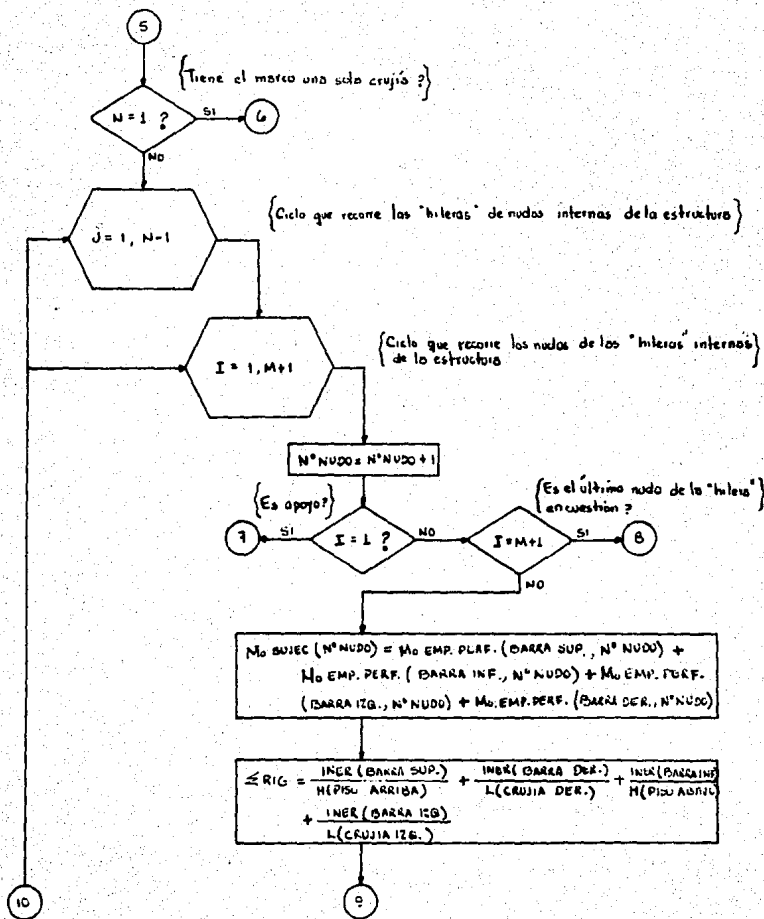 5
{Tiene el marco una sola crujía ?}
N = 1 ?
SI
6
NO
{Ciclo que recorre las "hileras" de nudos internas de la estructura}
J = 1, N-1
{Ciclo que recorre los nudos de las "hileras" internas
de la estructura}
I = 1, M+1
N° NUDO = N° NUDO + 1
{Es apoyo?}
{Es el último nudo de la "hilera"
en cuestión ?
7
SI
I = 1 ?
NO
I = M+1
SI
8
NO
Mo SUJEC (N° NUDO) = Mo EMP. PERF. (BARRA SUP., N° NUDO) +
Mo EMP. PERF. ( BARRA INF., N° NUDO) + Mo EMP. PERF.
(BARRA IZQ., N° NUDO) + Mo. EMP. PERF. (BARRA DER., N° NUDO)
INER (BARRA SUP.) INER ( BARRA DER.) INER (BARRA INF
≤ RIG = + +
H(PISO ARRIBA) L(CRUJIA DER.) H(PISO ABAJO
+ INER (BARRA IZQ)
L(CRUJIA IZQ.)
10
9